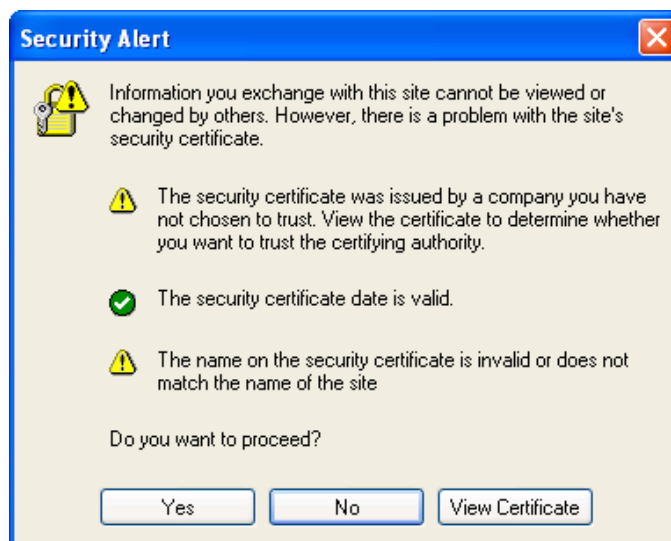 Security Alert
Information you exchange with this site cannot be viewed or
changed by others. However, there is a problem with the site's
security certificate.
The security certificate was issued by a company you have
not chosen to trust. View the certificate to determine whether
you want to trust the certifying authority.
The security certificate date is valid.
The name on the security certificate is invalid or does not
match the name of the site
Do you want to proceed?
Yes
No
View Certificate